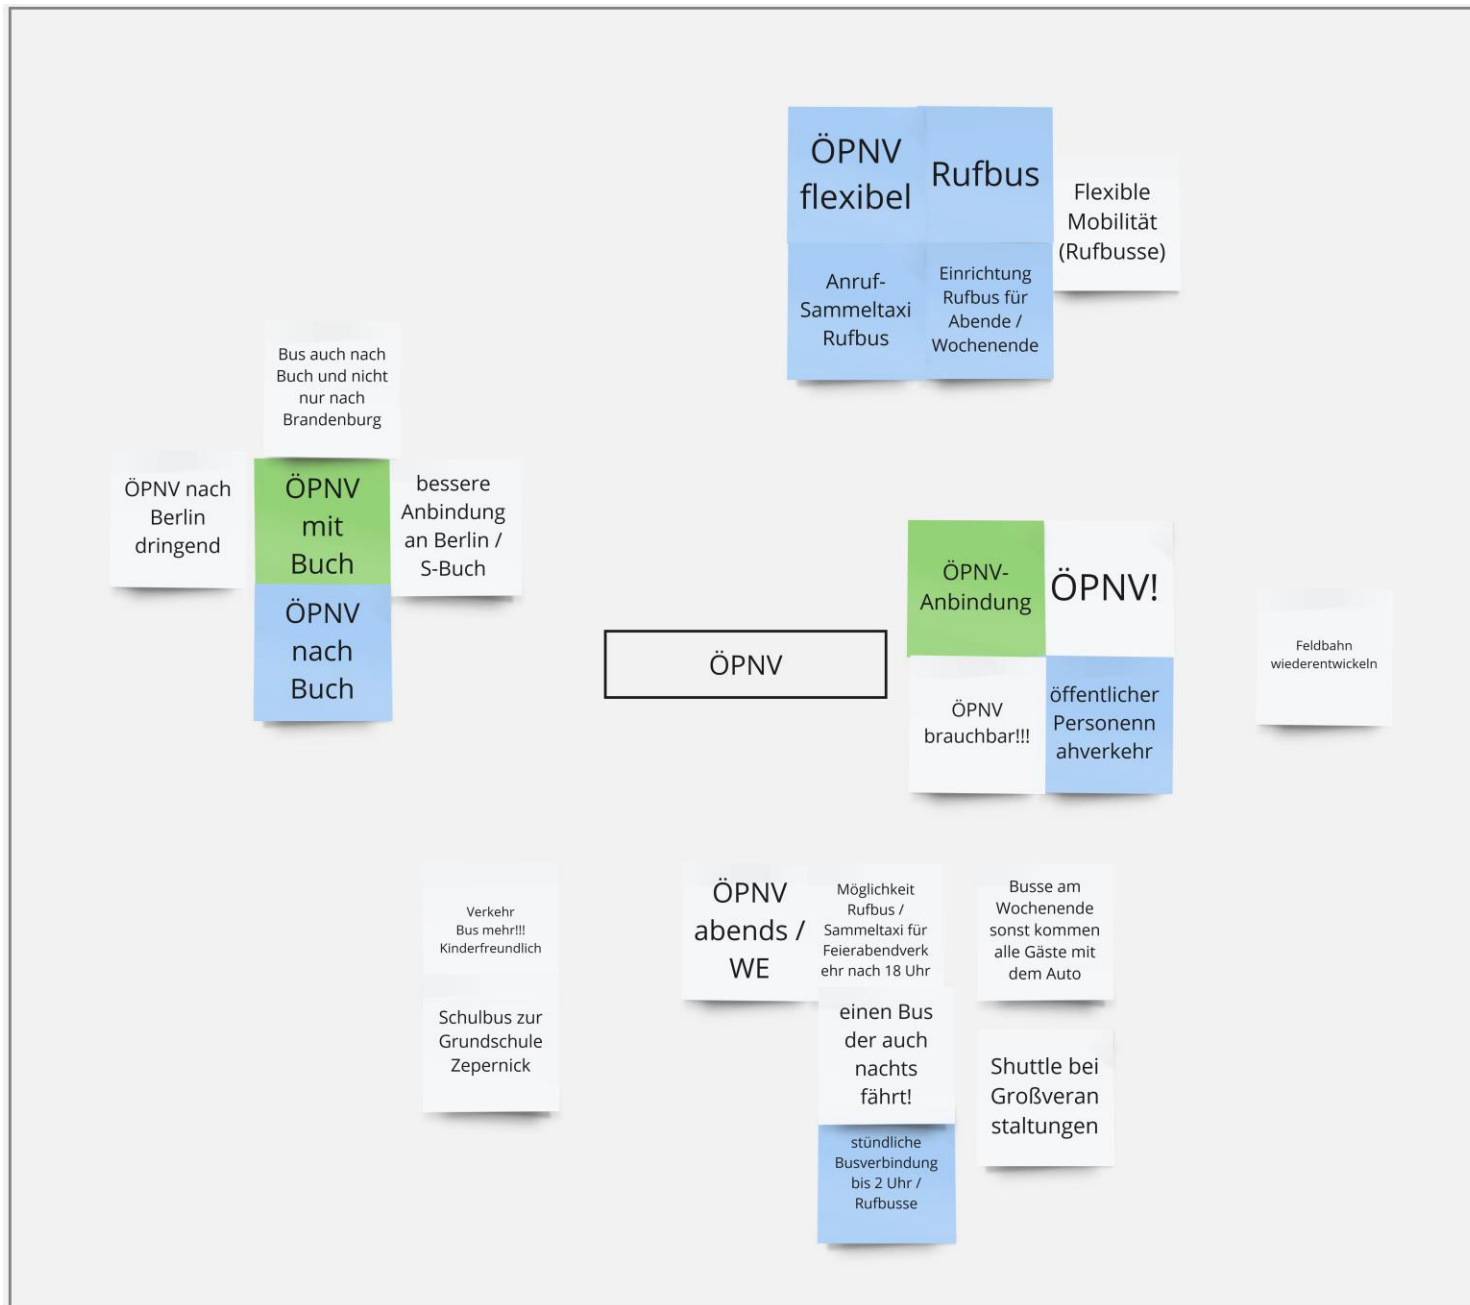 ÖPNV
flexibel
Rufbus
Flexible
Mobilität
(Rufbusse)
Anruf-
Sammeltaxi
Rufbus
Einrichtung
Rufbus für
Abende /
Wochenende
Bus auch nach
Buch und nicht
nur nach
Brandenburg
ÖPNV nach
Berlin
dringend
ÖPNV
mit
Buch
bessere
Anbindung
an Berlin /
S-Buch
ÖPNV
nach
Buch
ÖPNV
ÖPNV-
Anbindung
ÖPNV!
ÖPNV
brauchbar!!!
öffentlicher
Personenn
ahverkehr
Feldbahn
wiederentwickeln
Verkehr
Bus mehr!!!
Kinderfreundlich
Schulbus zur
Grundschule
Zepernick
ÖPNV
abends /
WE
Möglichkeit
Rufbus /
Sammeltaxi für
Feierabendverk
ehr nach 18 Uhr
Busse am
Wochenende
sonst kommen
alle Gäste mit
dem Auto
einen Bus
der auch
nachts
fährt!
Shuttle bei
Großveran
staltungen
stündliche
Busverbindung
bis 2 Uhr /
Rufbusse